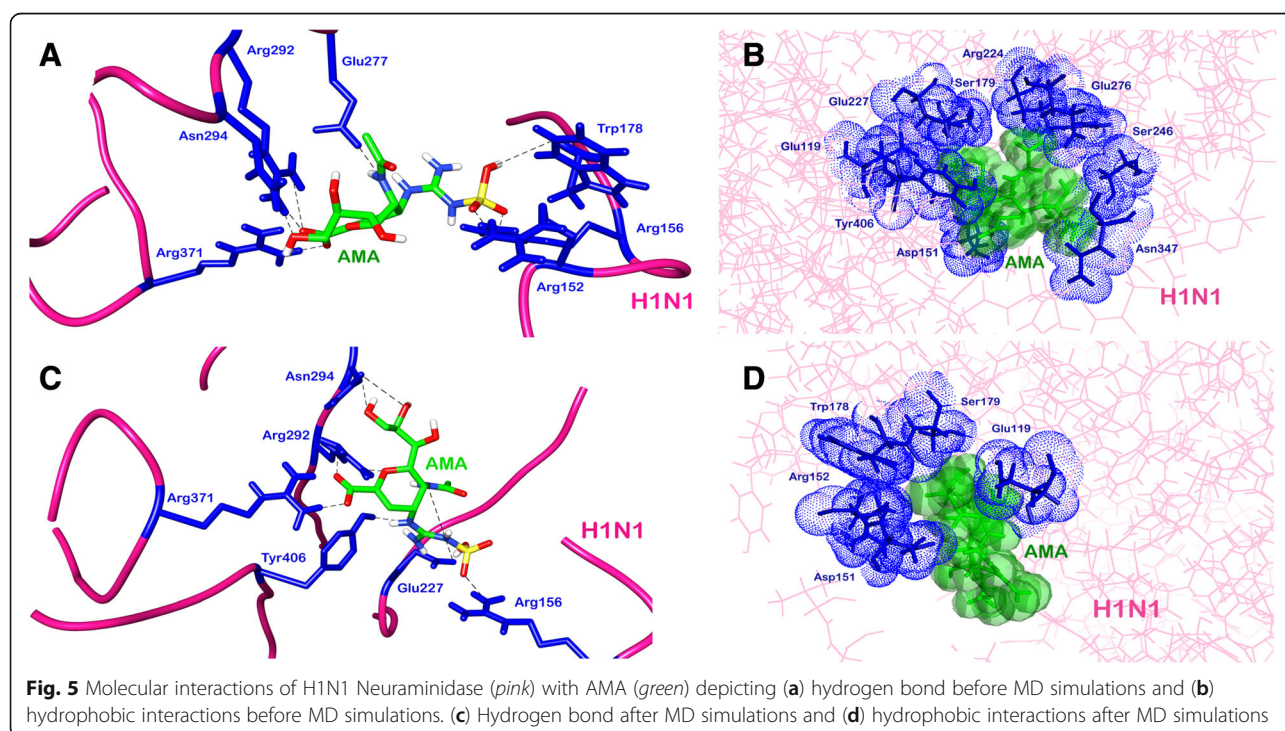 A
Arg292
Glu277
Asn294
Trp178
Arg371
AMA
Arg156
Arg152
H1N1
B
Arg224
Ser179
Glu276
Glu227
Ser246
Glu119
Tyr406
Asp151
AMA
Asn347
H1N1
C
Asn294
Arg292
AMA
Arg371
H1N1
Tyr406
Glu227
Arg156
D
Ser179
Trp178
Glu119
Arg152
AMA
Asp151
H1N1
Fig. 5 Molecular interactions of H1N1 Neuraminidase (pink) with AMA (green) depicting (a) hydrogen bond before MD simulations and (b)
hydrophobic interactions before MD simulations. (c) Hydrogen bond after MD simulations and (d) hydrophobic interactions after MD simulations